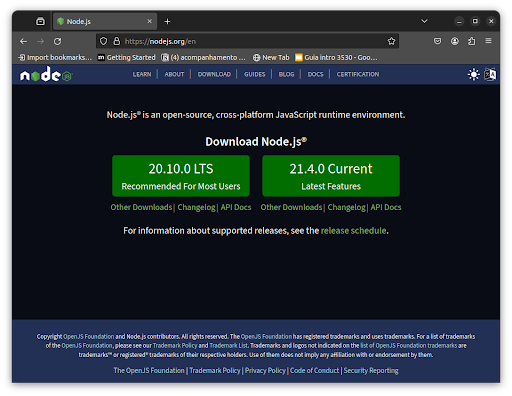 Node.js
https://nodejs.org/en
Import bookmarks... Getting Started (4) acompanhamento ... New Tab Guia intro 3530 - Goo...
node JS
LEARN | ABOUT | DOWNLOAD | GUIDES | BLOG | DOCS | CERTIFICATION
Node.js® is an open-source, cross-platform JavaScript runtime environment.
Download Node.js®
20.10.0 LTS
Recommended For Most Users
21.4.0 Current
Latest Features
Other Downloads | Changelog | API Docs
Other Downloads | Changelog | API Docs
For information about supported releases, see the release schedule.
Copyright OpenJS Foundation and Node.js contributors. All rights reserved. The OpenJS Foundation has registered trademarks and uses trademarks. For a list of trademarks
of the OpenJS Foundation, please see our Trademark Policy and Trademark List. Trademarks and logos not indicated on the list of OpenJS Foundation trademarks are
trademarks™ or registered® trademarks of their respective holders. Use of them does not imply any affiliation with or endorsement by them.
The OpenJS Foundation | Trademark Policy | Privacy Policy | Code of Conduct | Security Reporting